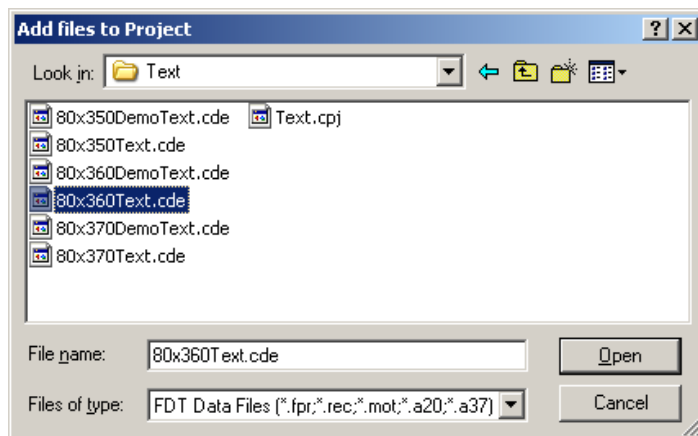 Add files to Project
Look in: Text
80x350DemoText.cde Text.cpj
80x350Text.cde
80x360DemoText.cde
80x360Text.cde
80x370DemoText.cde
80x370Text.cde
File name: 80x360Text.cde Open
Files of type: FDT Data Files (*.fpr;*.rec;*.mot;*.a20;*.a37) Cancel